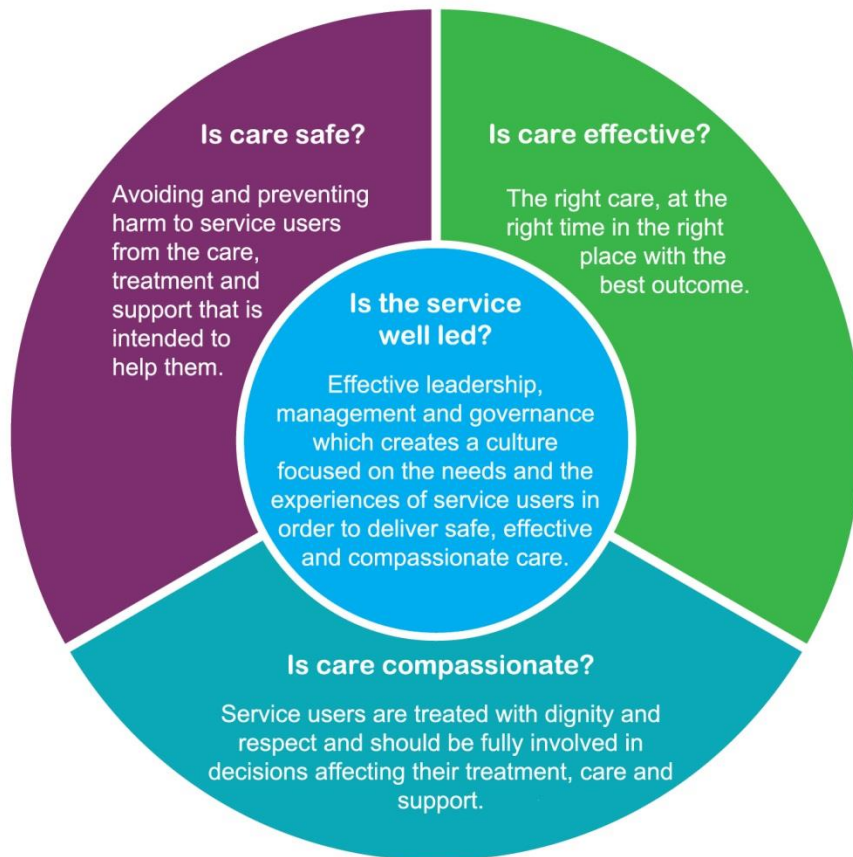 Is care safe?
Avoiding and preventing
harm to service users
from the care,
treatment and
support that is
intended to
help them.
Is care effective?
The right care, at the
right time in the right
place with the
best outcome.
Is the service
well led?
Effective leadership,
management and governance
which creates a culture
focused on the needs and the
experiences of service users in
order to deliver safe, effective
and compassionate care.
Is care compassionate?
Service users are treated with dignity and
respect and should be fully involved in
decisions affecting their treatment, care and
support.